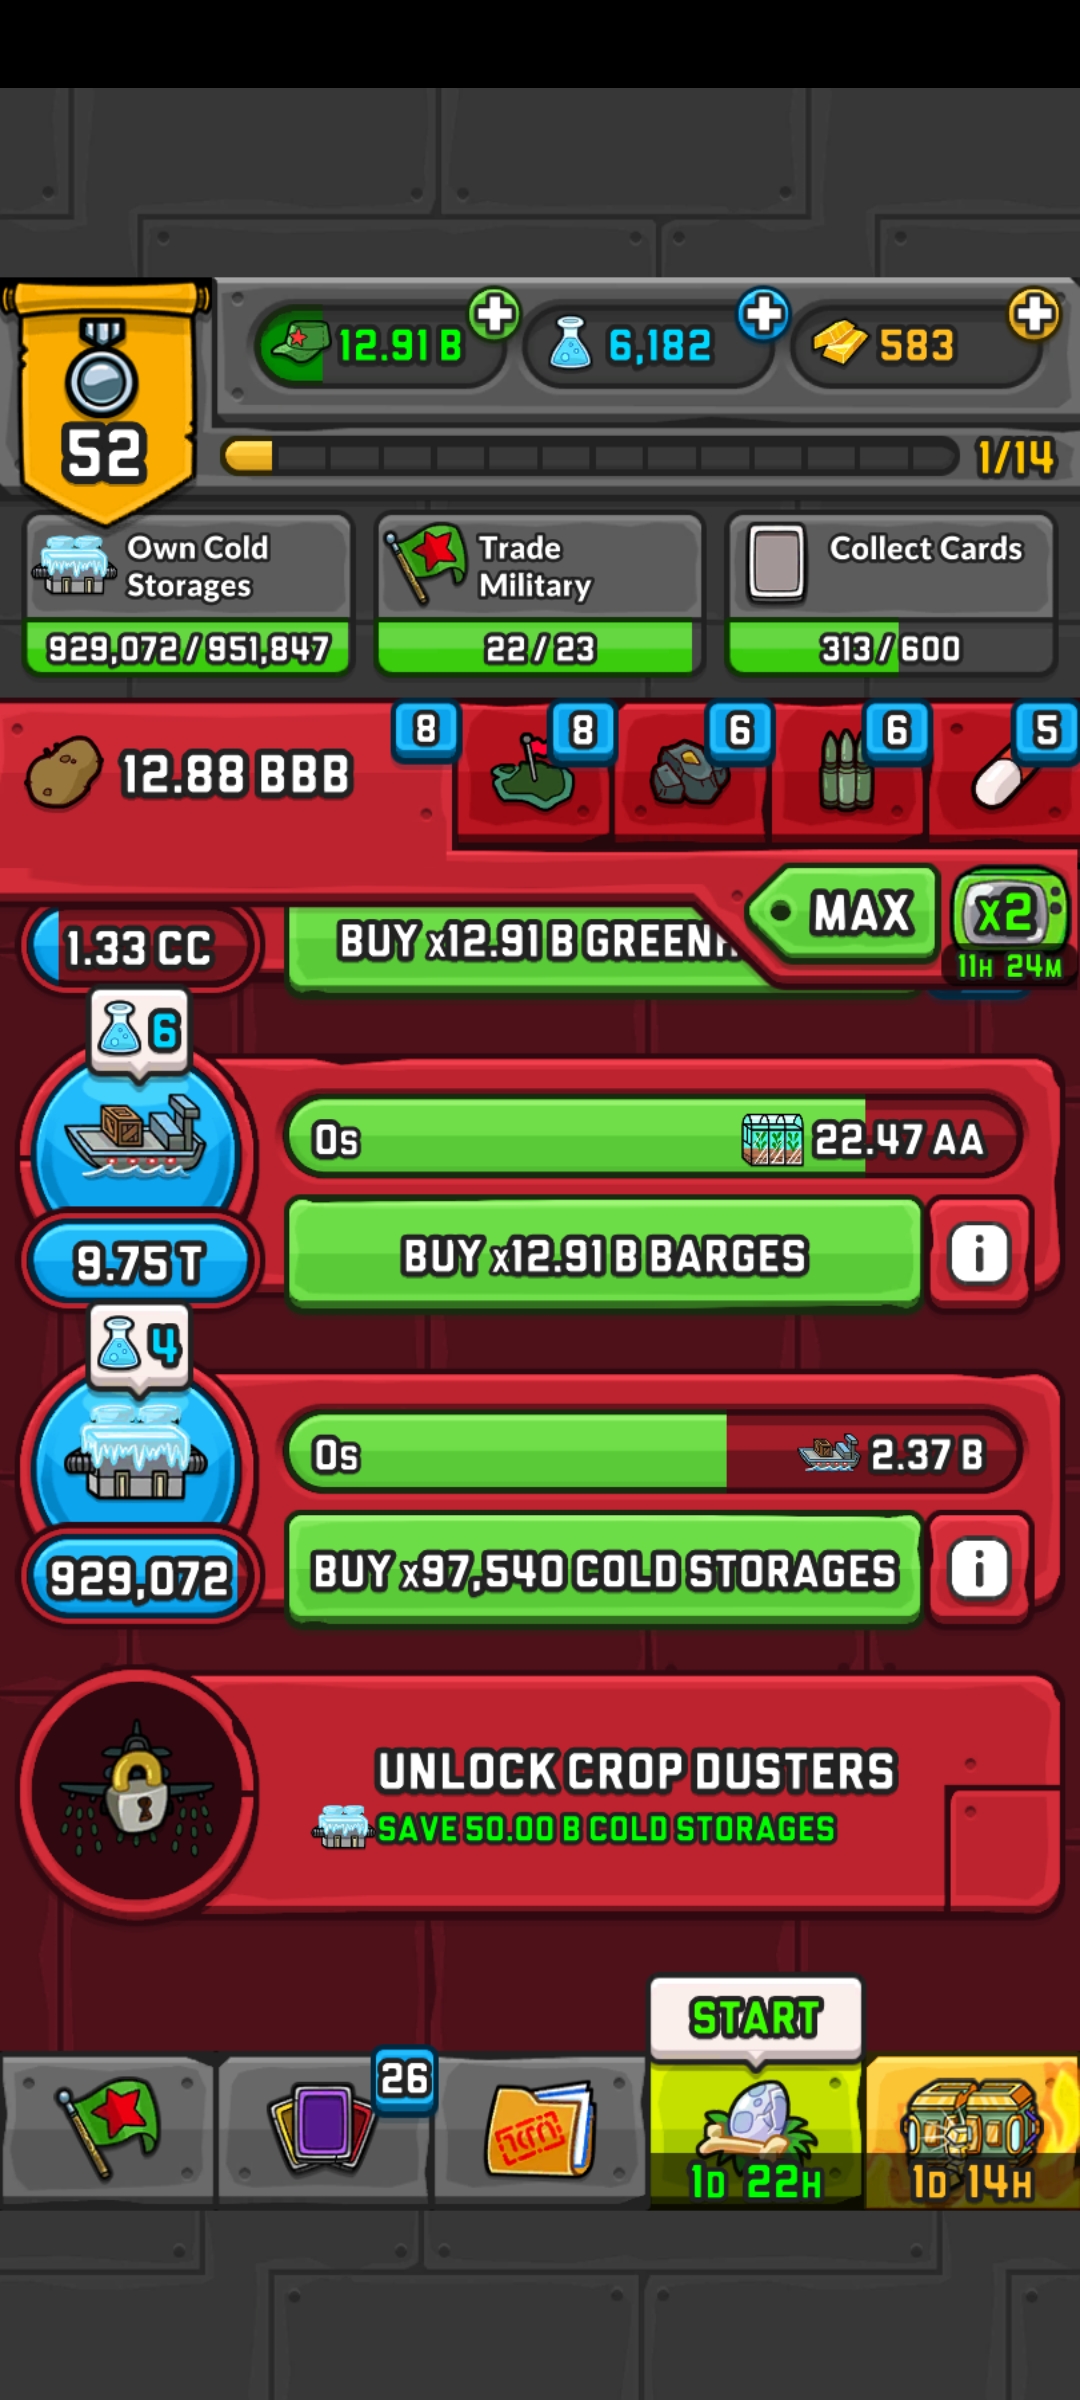 12.91 B
6,182
583
52
1/14
Own Cold
Storages
929,072 / 951,847
Trade
Military
22 / 23
Collect Cards
313 / 600
12.88 BBB
8
8
6
6
5
MAX
x2
11H 24M
1.33 CC
BUY x12.91 B
6
0s
22.47 AA
9.75 T
BUY x12.91 B BARGES
i
4
0s
2.37 B
929,072
BUY x97,540 COLD STORAGES
i
UNLOCK CROP DUSTERS
SAVE 50.00 B COLD STORAGES
START
26
1D 22H
1D 14H